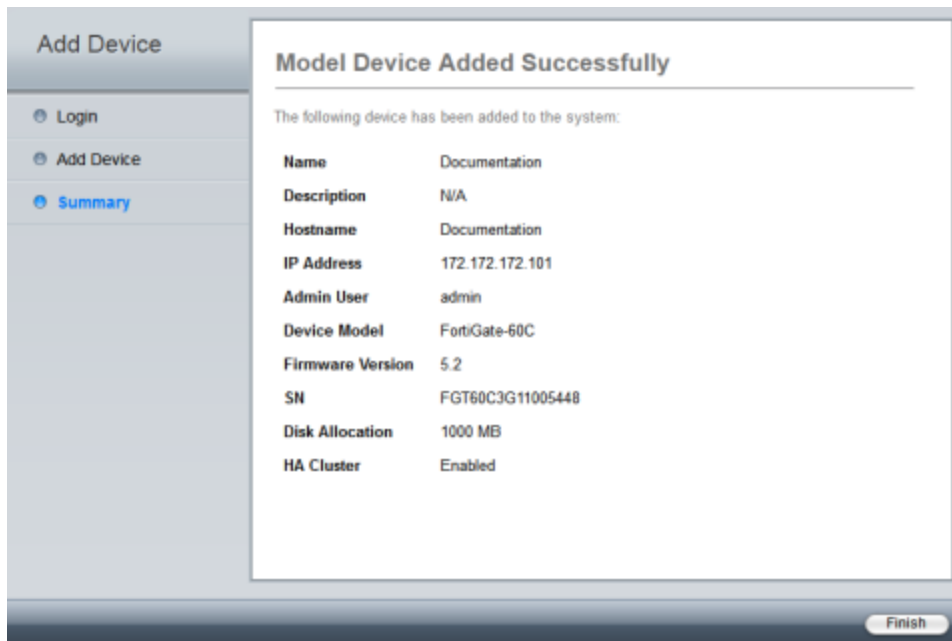 Add Device
Login
Add Device
Summary
Model Device Added Successfully
The following device has been added to the system:
Name Documentation
Description N/A
Hostname Documentation
IP Address 172.172.172.101
Admin User admin
Device Model FortiGate-60C
Firmware Version 5.2
SN FGT60C3G11005448
Disk Allocation 1000 MB
HA Cluster Enabled
Finish